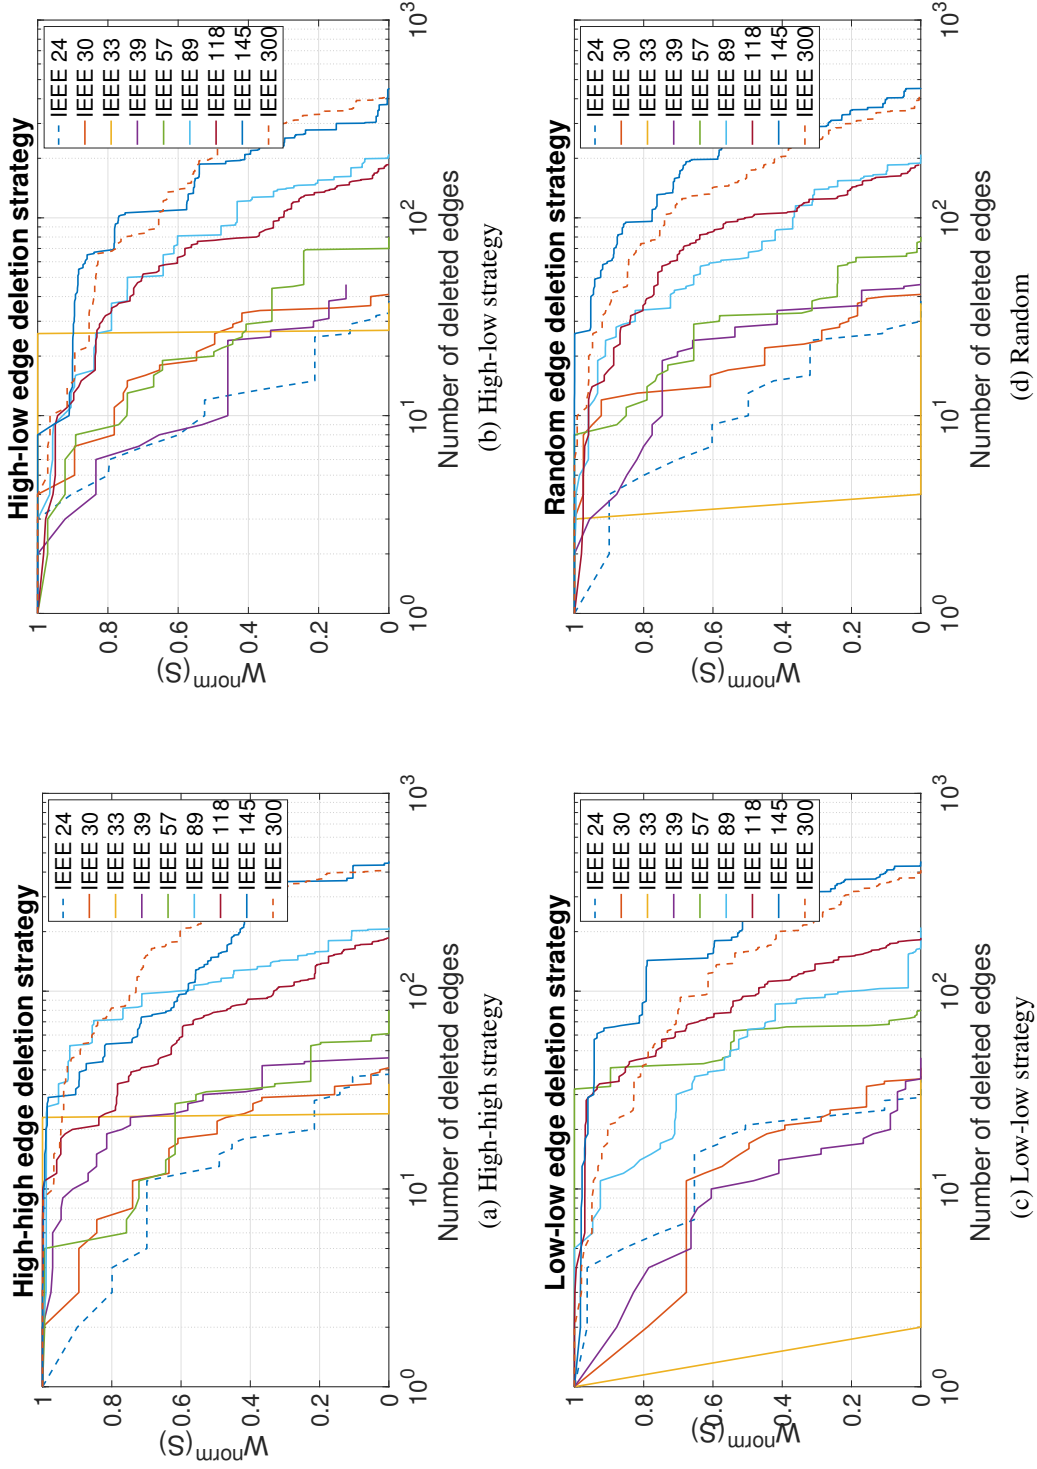 High-high edge deletion strategy
1
0.8
0.6
0.4
0.2
0
W^norm(S)
10^0
10^1
10^2
10^3
Number of deleted edges
IEEE 24
IEEE 30
IEEE 33
IEEE 39
IEEE 57
IEEE 89
IEEE 118
IEEE 145
IEEE 300
(a) High-high strategy
High-low edge deletion strategy
1
0.8
0.6
0.4
0.2
0
W^norm(S)
10^0
10^1
10^2
10^3
Number of deleted edges
IEEE 24
IEEE 30
IEEE 33
IEEE 39
IEEE 57
IEEE 89
IEEE 118
IEEE 145
IEEE 300
(b) High-low strategy
Low-low edge deletion strategy
1
0.8
0.6
0.4
0.2
0
W^norm(S)
10^0
10^1
10^2
10^3
Number of deleted edges
IEEE 24
IEEE 30
IEEE 33
IEEE 39
IEEE 57
IEEE 89
IEEE 118
IEEE 145
IEEE 300
(c) Low-low strategy
Random edge deletion strategy
1
0.8
0.6
0.4
0.2
0
W^norm(S)
10^0
10^1
10^2
10^3
Number of deleted edges
IEEE 24
IEEE 30
IEEE 33
IEEE 39
IEEE 57
IEEE 89
IEEE 118
IEEE 145
IEEE 300
(d) Random